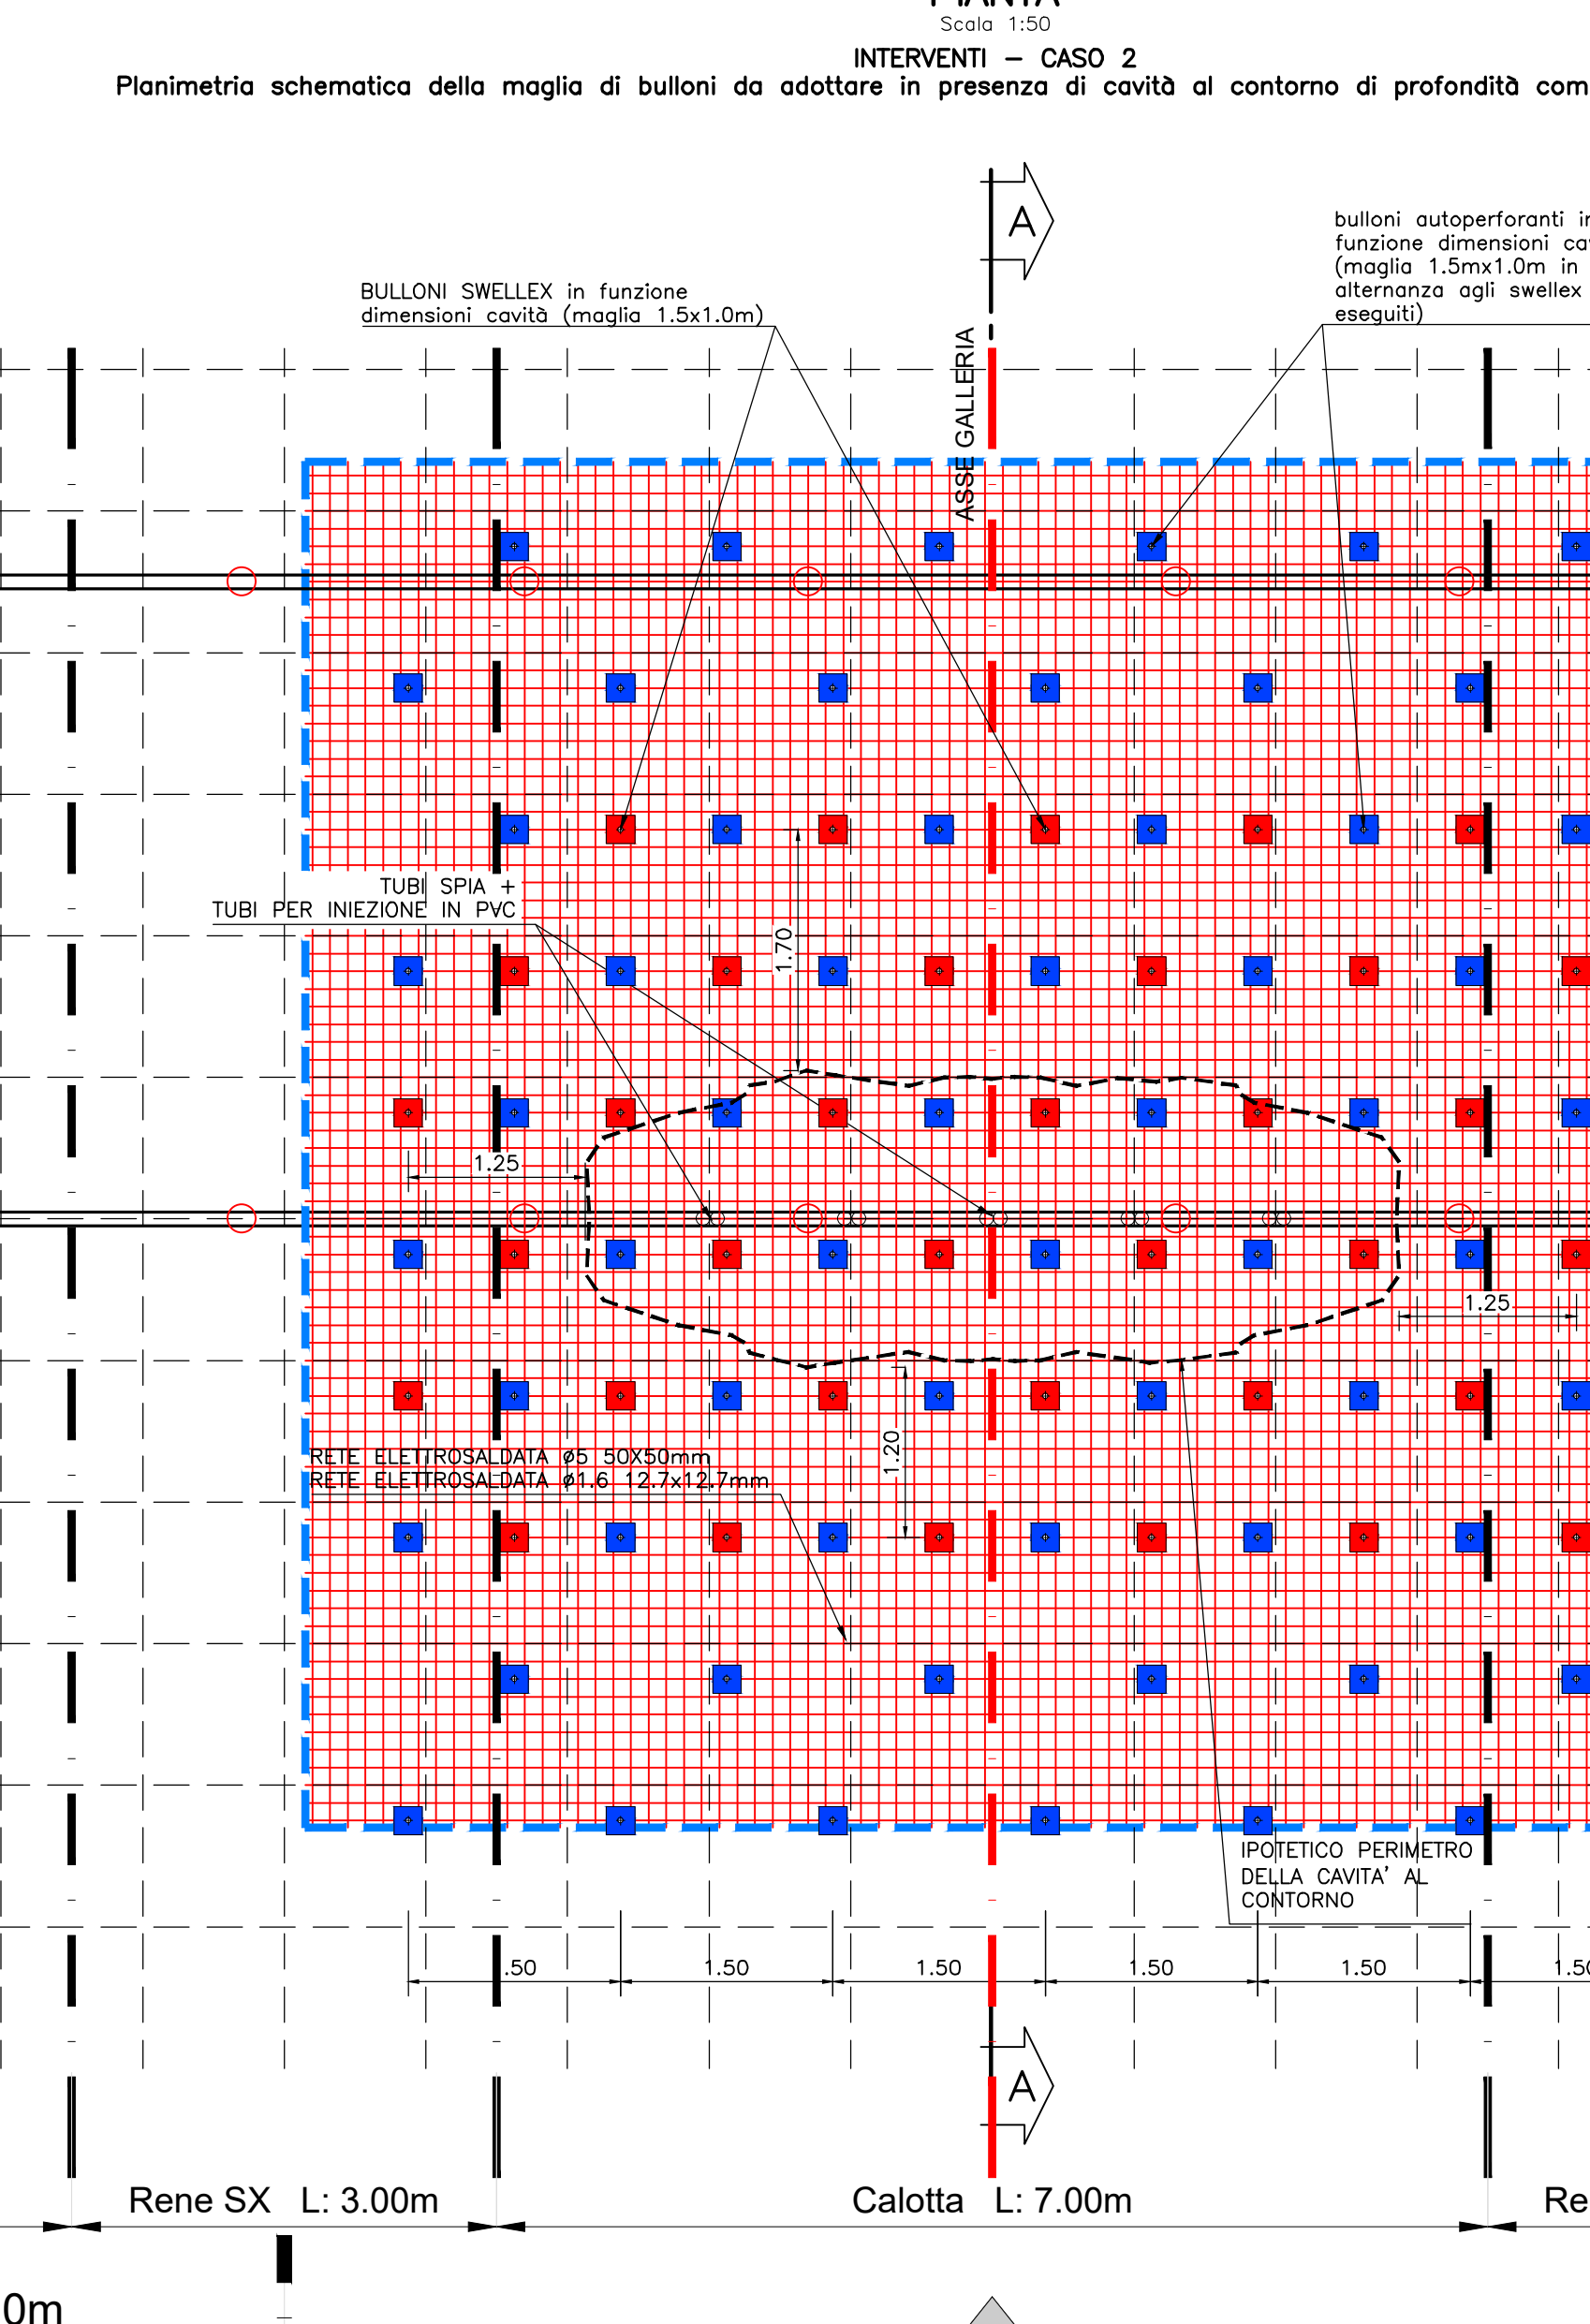 PIANTA
Scala 1:50
INTERVENTI – CASO 2
Planimetria schematica della maglia di bulloni da adottare in presenza di cavità al contorno di profondità com
A
bulloni autoperforanti in
funzione dimensioni cav
(maglia 1.5mx1.0m in
alternanza agli swellex
eseguiti)
BULLONI SWELLEX in funzione
dimensioni cavità (maglia 1.5x1.0m)
ASSE GALLERIA
TUBI SPIA +
TUBI PER INIEZIONE IN PVC
1.70
1.25
1.25
1.20
RETE ELETTROSALDATA ø5 50X50mm
RETE ELETTROSALDATA ø1.6 12.7x12.7mm
IPOTETICO PERIMETRO
DELLA CAVITA' AL
CONTORNO
.50 1.50 1.50 1.50 1.50 1.50
A
Rene SX L: 3.00m Calotta L: 7.00m Re
0m